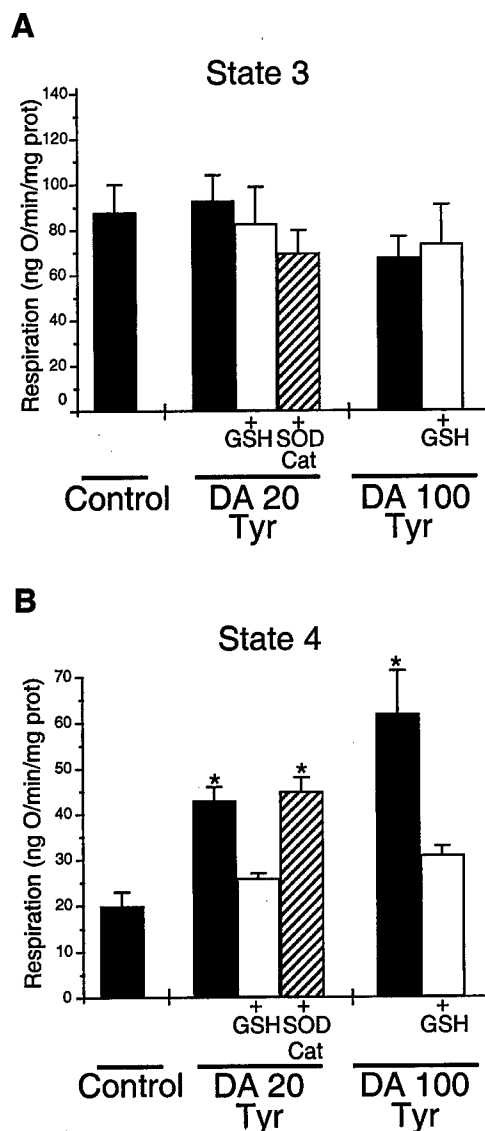 A
State 3
Respiration (ng O/min/mg prot)
140
120
100
80
60
40
20
0
+ +
GSH SOD
Cat
+
GSH
Control
DA 20
Tyr
DA 100
Tyr
B
State 4
Respiration (ng O/min/mg prot)
70
60
50
40
30
20
10
0
* * *
+ +
GSH SOD
Cat
+
GSH
Control
DA 20
Tyr
DA 100
Tyr